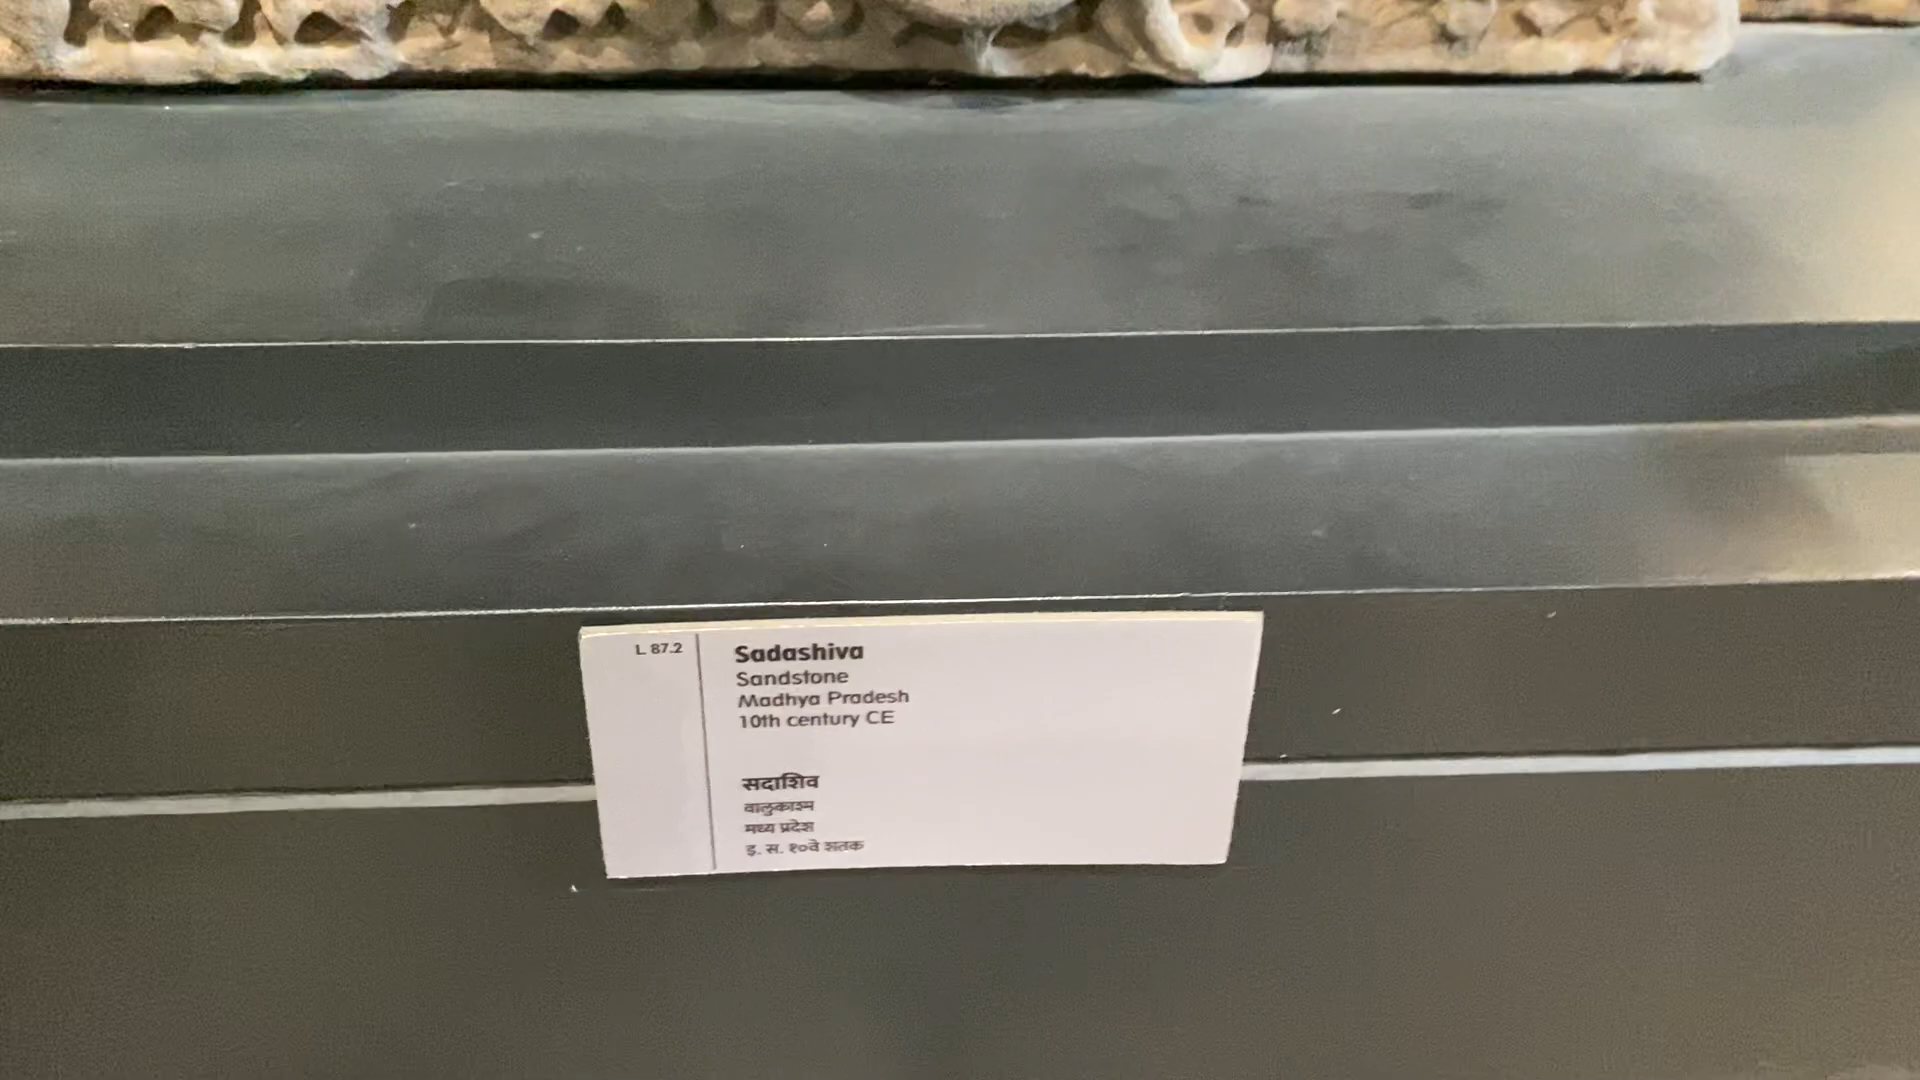 L 87.2
Sadashiva
Sandstone
Madhya Pradesh
10th century CE
सदाशिव
वालुकाश्म
मध्य प्रदेश
इ. स. १०वे शतक